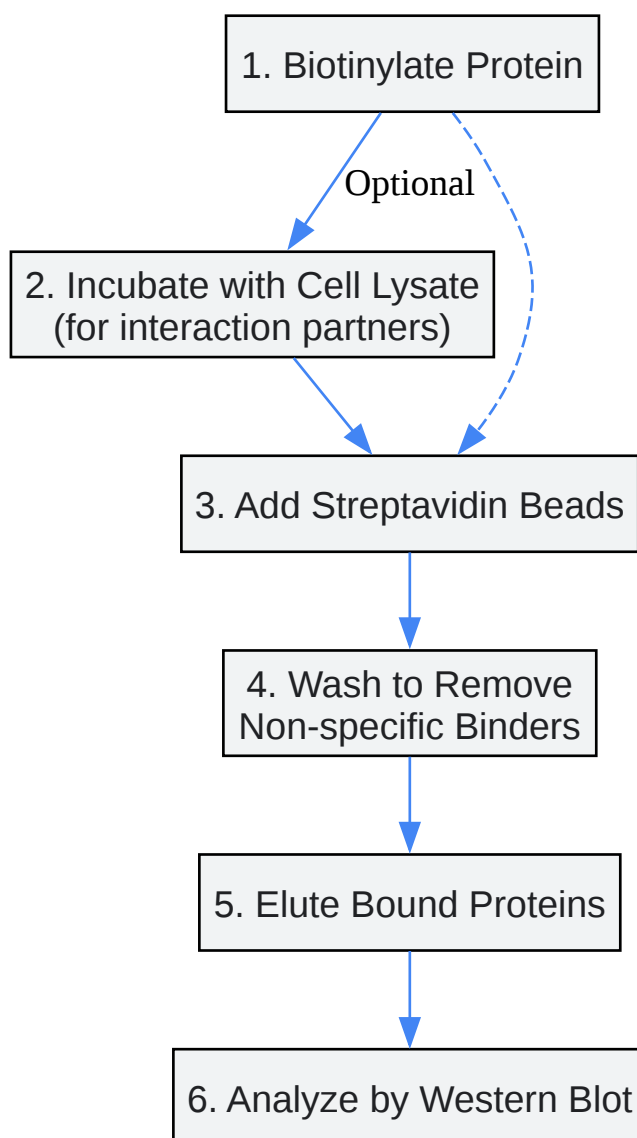 1. Biotinylate Protein
Optional
2. Incubate with Cell Lysate
(for interaction partners)
3. Add Streptavidin Beads
4. Wash to Remove
Non-specific Binders
5. Elute Bound Proteins
6. Analyze by Western Blot